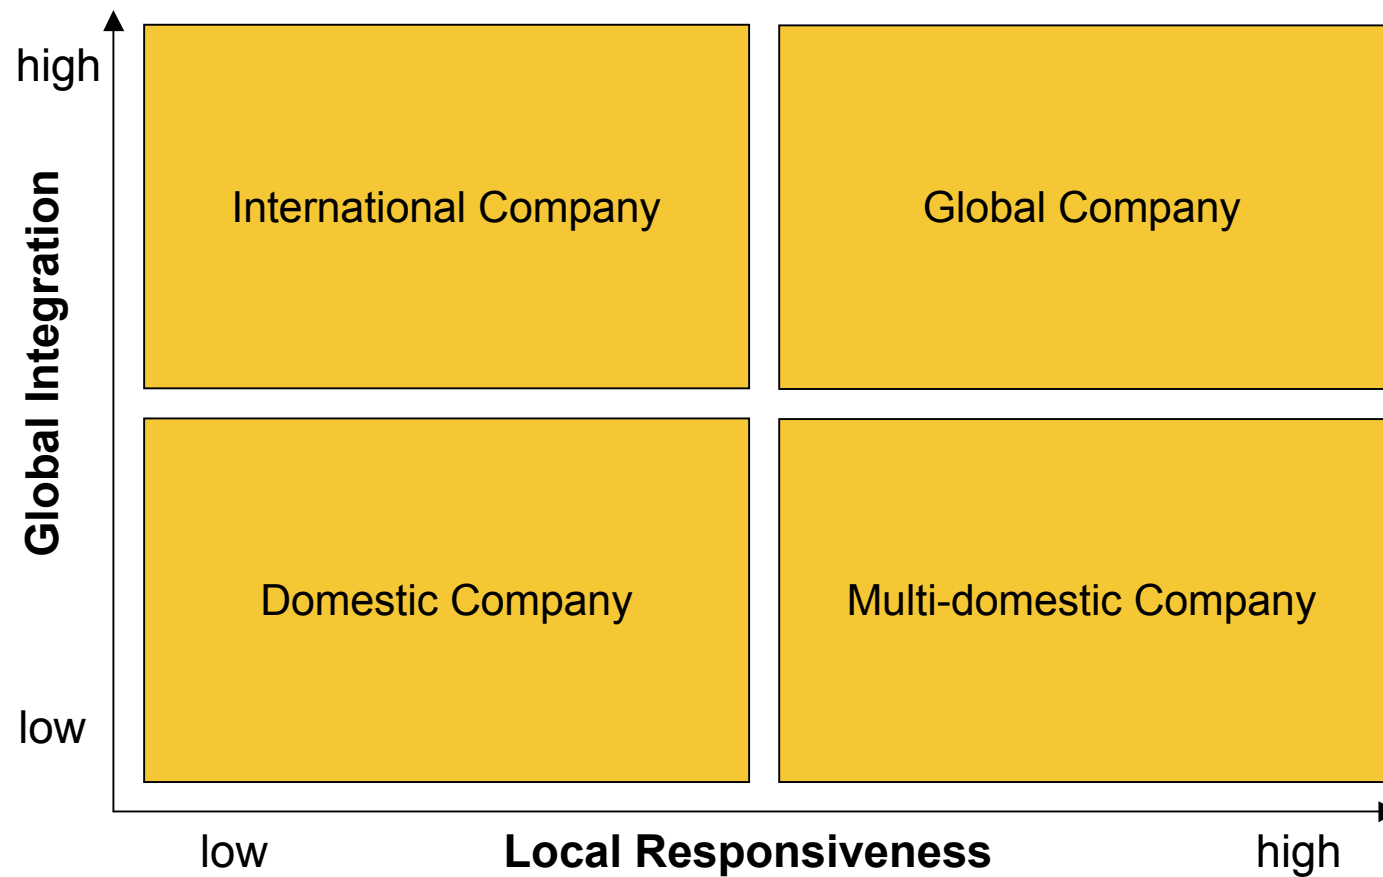 high
International Company
Global Company
Global Integration
Domestic Company
Multi-domestic Company
low
low
Local Responsiveness
high